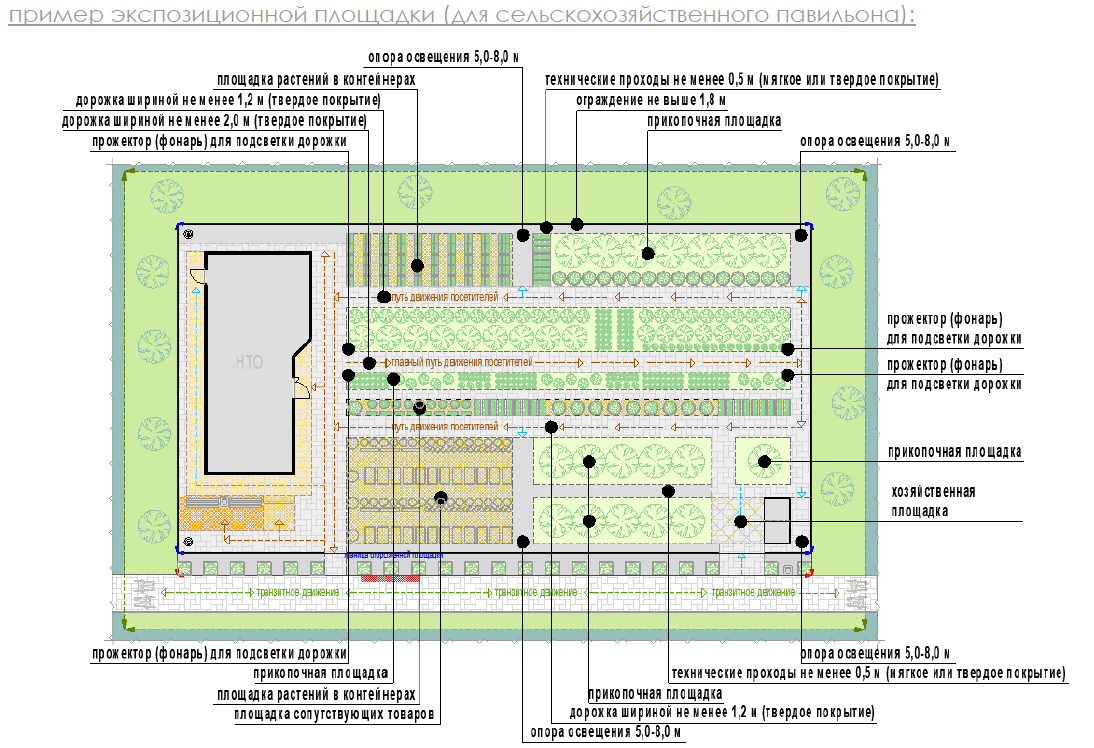 пример экспозиционной площадки (для сельскохозяйственного павильона):
опора освещения 5,0-8,0 м
площадка растений в контейнерах
технические проходы не менее 0,5 м (мягкое или твердое покрытие)
дорожка шириной не менее 1,2 м (твердое покрытие)
ограждение не выше 1,8 м
дорожка шириной не менее 2,0 м (твердое покрытие)
прикопочная площадка
прожектор (фонарь) для подсветки дорожки
опора освещения 5,0-8,0 м
путь движения посетителей
прожектор (фонарь)
для подсветки дорожки
НТО
главный путь движения посетителей
прожектор (фонарь)
для подсветки дорожки
путь движения посетителей
прикопочная площадка
хозяйственная
площадка
граница огороженной площадки
транзитное движение
транзитное движение
транзитное движение
прожектор (фонарь) для подсветки дорожки
опора освещения 5,0-8,0 м
прикопочная площадка
технические проходы не менее 0,5 м (мягкое или твердое покрытие)
площадка растений в контейнерах
прикопочная площадка
площадка сопутствующих товаров
дорожка шириной не менее 1,2 м (твердое покрытие)
опора освещения 5,0-8,0 м